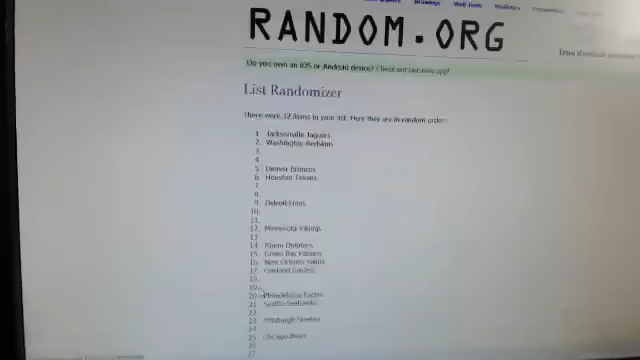 Drawings Web Tools
RANDOM.ORG
Do you own an iOS or Android device? Check out our new app!
List Randomizer
There were 32 items in your list. Here they are in random order:
1. Jacksonville Jaguars
2. Washington Redskins
3.
4.
5. Denver Broncos
6. Houston Texans
7.
8.
9. Detroit Lions
10.
11.
12. Minnesota Vikings
13.
14. Miami Dolphins
15. Green Bay Packers
16. New Orleans Saints
17. Oakland Raiders
18.
19.
20. Philadelphia Eagles
21. Seattle Seahawks
22.
23. Pittsburgh Steelers
24.
25. Chicago Bears
26.
27.